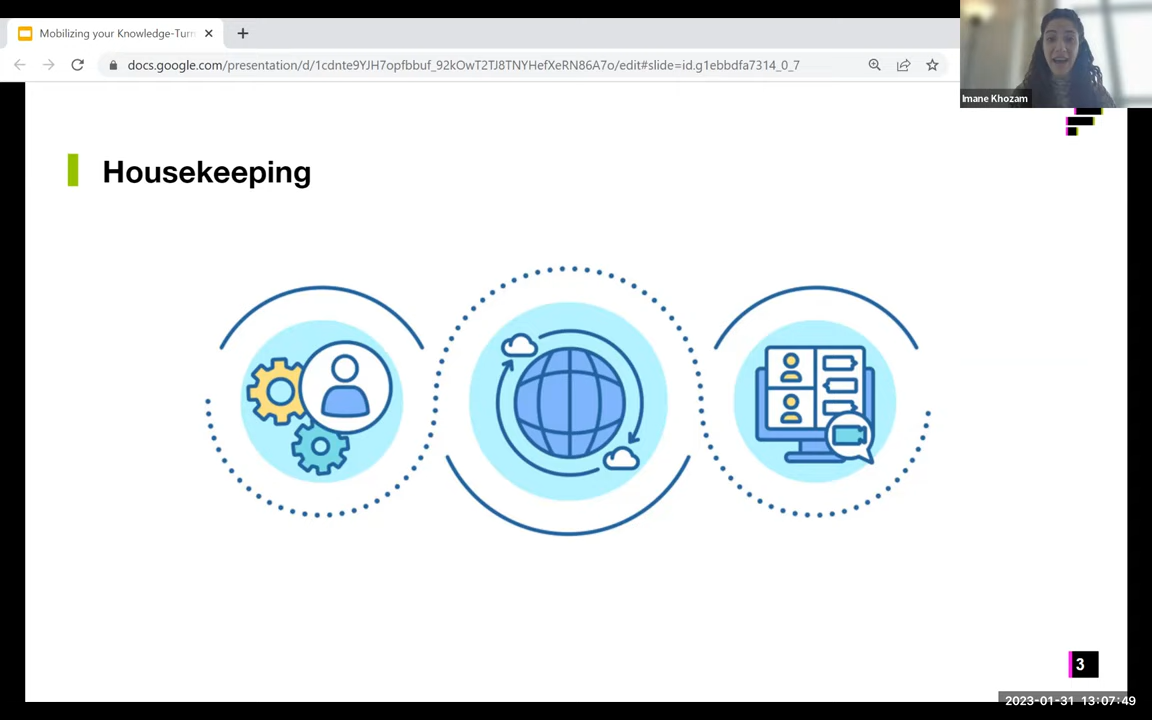 Mobilizing your Knowledge-Turn
docs.google.com/presentation/d/1cdnte9YJH7opfbbuf_92kOwT2TJ8TNYHefXeRN86A7o/edit#slide=id.g1ebbdfa7314_0_7
Imane Khozam
Housekeeping
3
2023-01-31 13:07:49